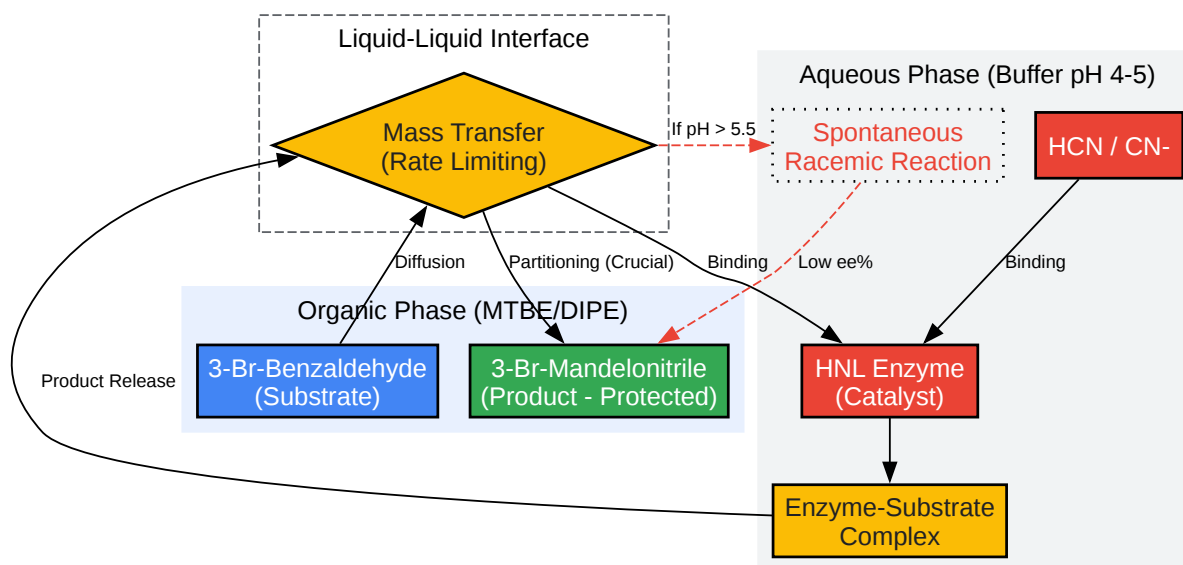 Liquid-Liquid Interface
Mass Transfer
(Rate Limiting)
If pH > 5.5
Aqueous Phase (Buffer pH 4-5)
Spontaneous
Racemic Reaction
HCN / CN-
Diffusion
Partitioning (Crucial)
Binding
Low ee%
Binding
Organic Phase (MTBE/DIPE)
3-Br-Benzaldehyde
(Substrate)
3-Br-Mandelonitrile
(Product - Protected)
HNL Enzyme
(Catalyst)
Product Release
Enzyme-Substrate
Complex